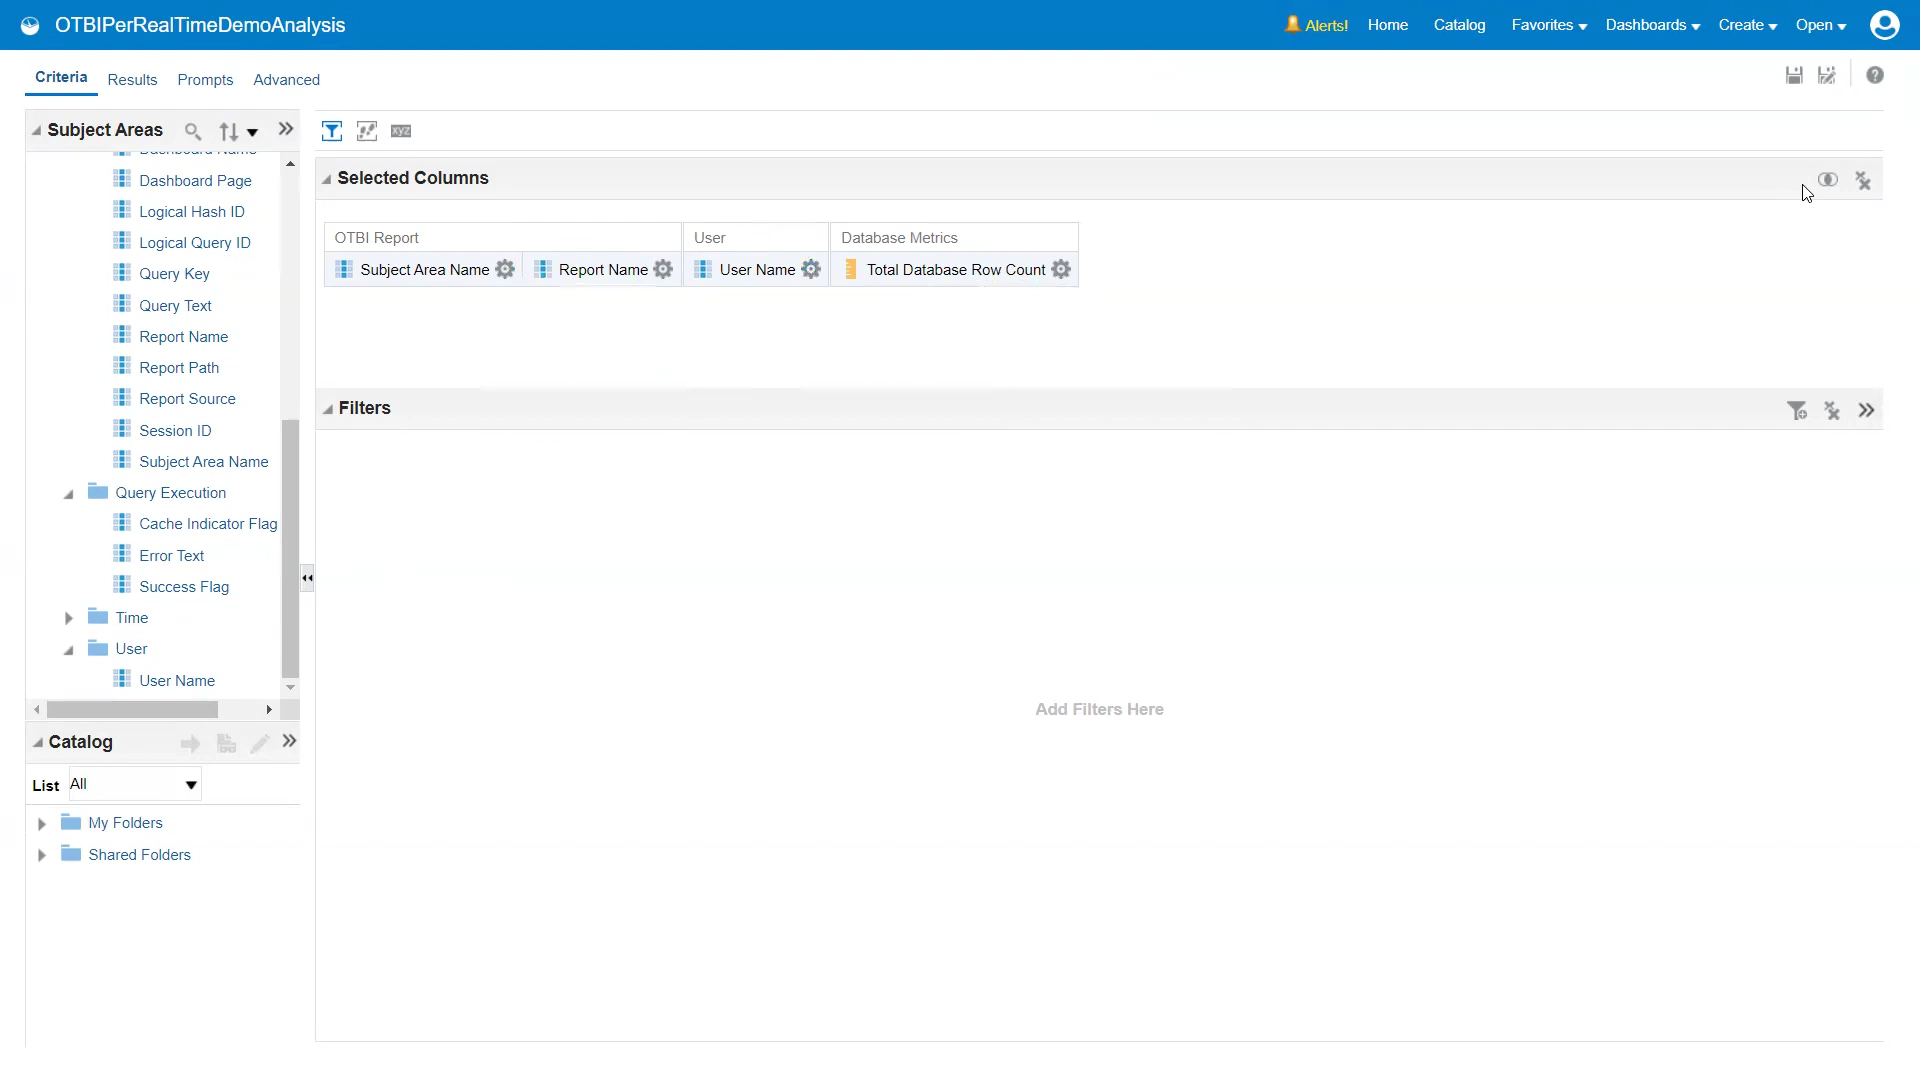 OTBIPerRealTimeDemoAnalysis
Alerts! Home Catalog Favorites Dashboards Create Open
Criteria Results Prompts Advanced
Subject Areas
xyz
Selected Columns
Dashboard Name
Dashboard Page
Logical Hash ID
Logical Query ID
Query Key
Query Text
Report Name
Report Path
Report Source
Session ID
Subject Area Name
Query Execution
Cache Indicator Flag
Error Text
Success Flag
Time
User
User Name
OTBI Report User Database Metrics
Subject Area Name Report Name User Name Total Database Row Count
Filters
Add Filters Here
Catalog
List All
My Folders
Shared Folders